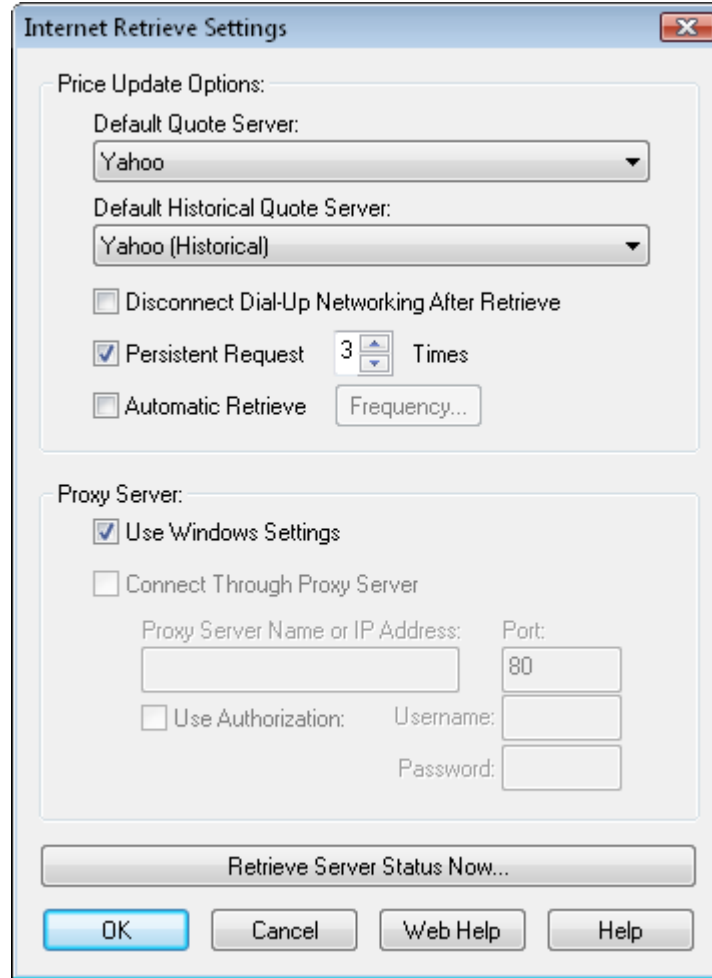 Internet Retrieve Settings
Price Update Options:
Default Quote Server:
Yahoo
Default Historical Quote Server:
Yahoo (Historical)
Disconnect Dial-Up Networking After Retrieve
Persistent Request 3 Times
Automatic Retrieve Frequency...
Proxy Server:
Use Windows Settings
Connect Through Proxy Server
Proxy Server Name or IP Address: Port:
80
Use Authorization: Username:
Password:
Retrieve Server Status Now...
OK Cancel Web Help Help